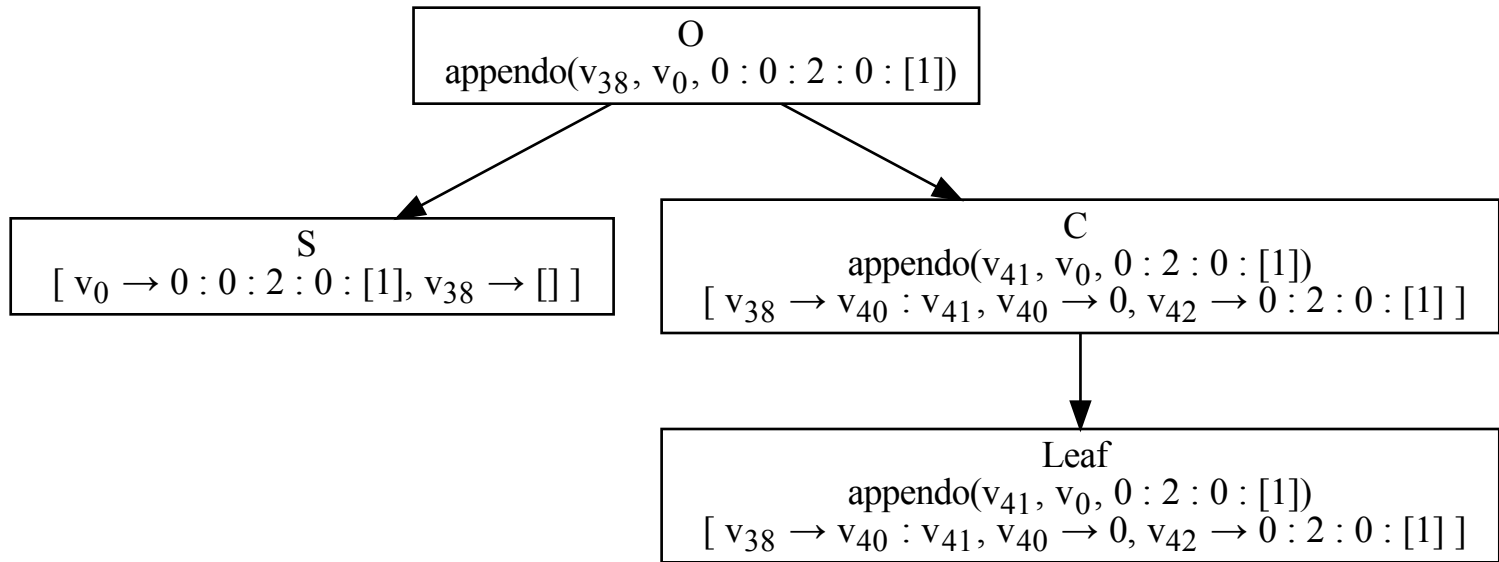 O
appendo(v₃₈, v₀, 0 : 0 : 2 : 0 : [1])
S
[ v₀ → 0 : 0 : 2 : 0 : [1], v₃₈ → [] ]
C
appendo(v₄₁, v₀, 0 : 2 : 0 : [1])
[ v₃₈ → v₄₀ : v₄₁, v₄₀ → 0, v₄₂ → 0 : 2 : 0 : [1] ]
Leaf
appendo(v₄₁, v₀, 0 : 2 : 0 : [1])
[ v₃₈ → v₄₀ : v₄₁, v₄₀ → 0, v₄₂ → 0 : 2 : 0 : [1] ]